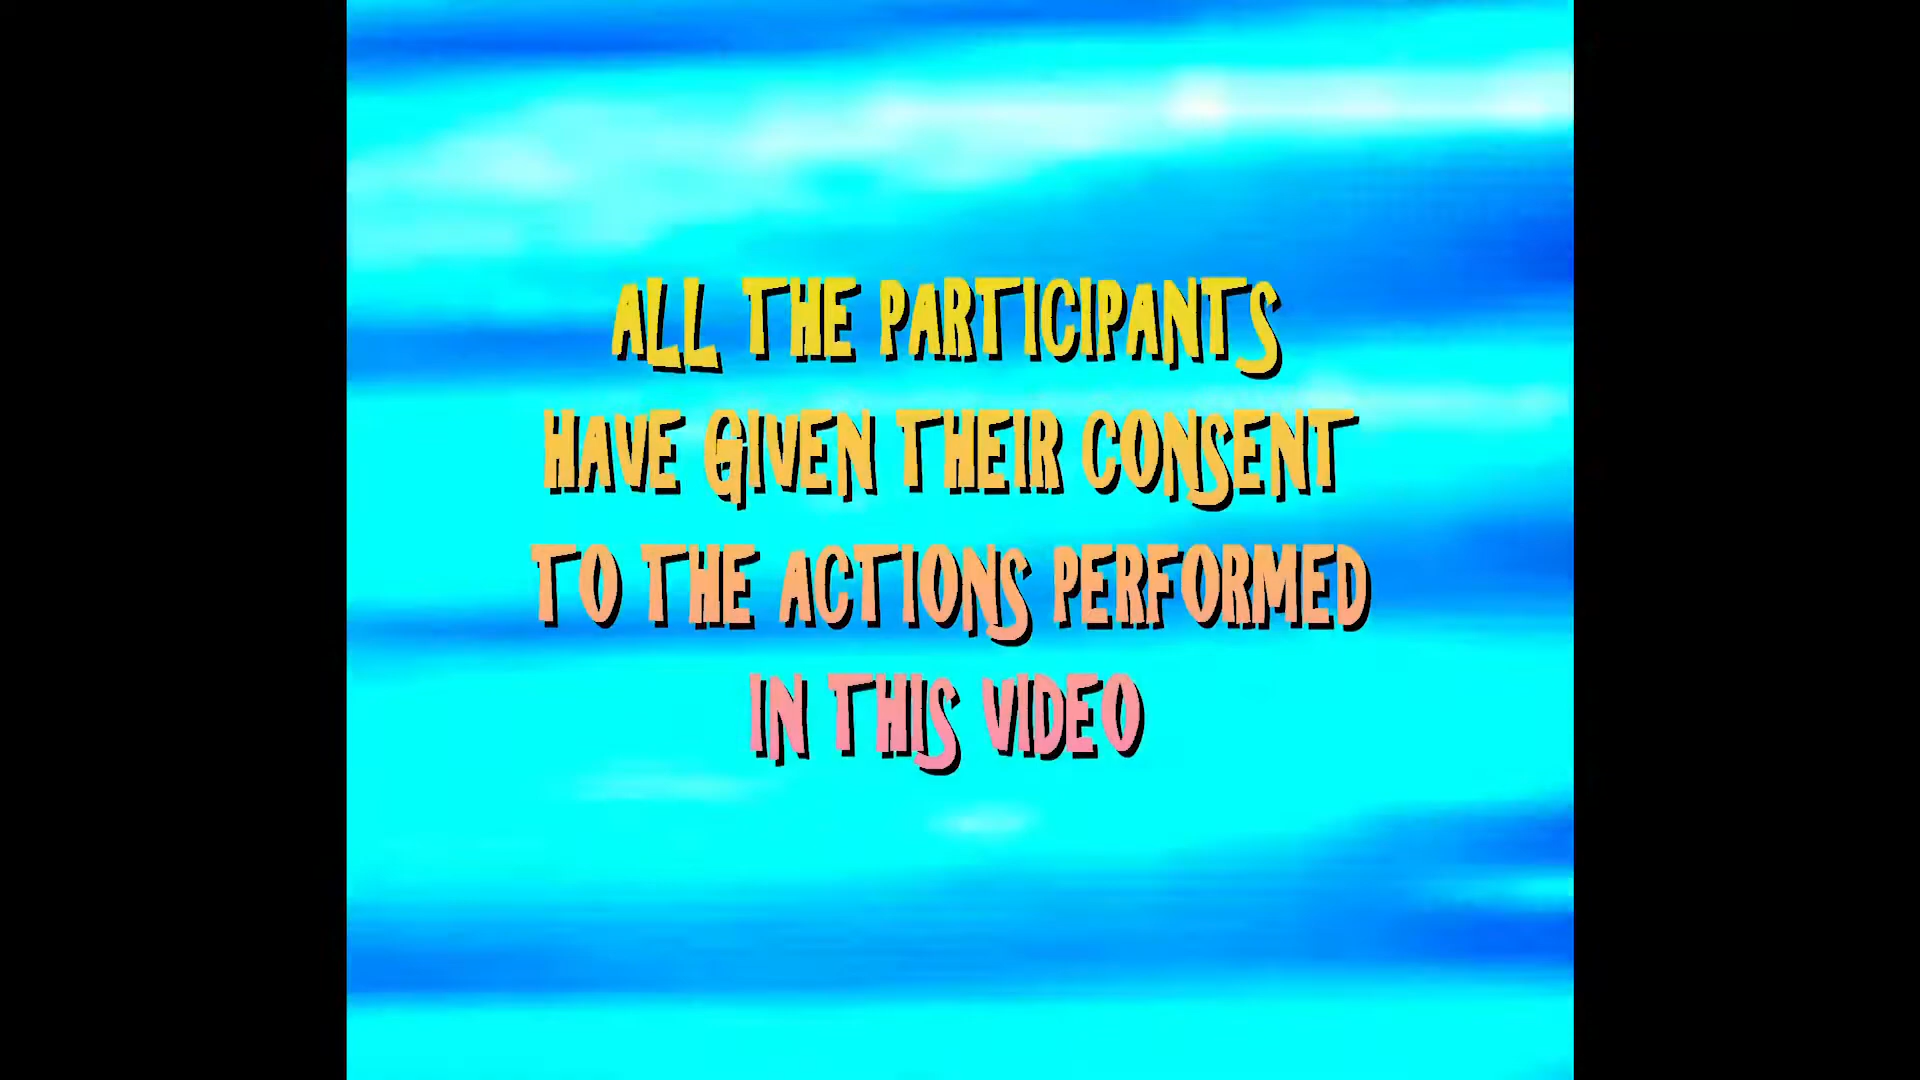 ALL THE PARTICIPANTS
HAVE GIVEN THEIR CONSENT
TO THE ACTIONS PERFORMED
IN THIS VIDEO